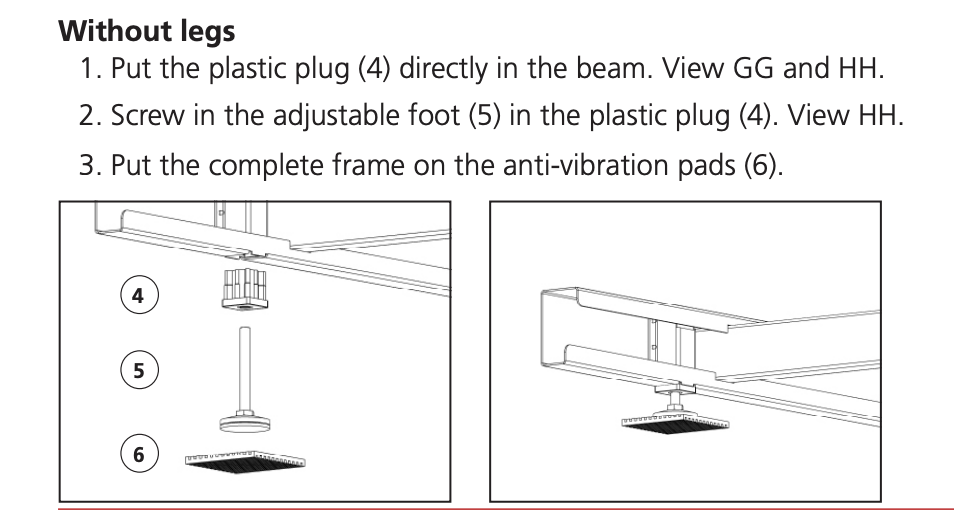 Without legs
1. Put the plastic plug (4) directly in the beam. View GG and HH.
2. Screw in the adjustable foot (5) in the plastic plug (4). View HH.
3. Put the complete frame on the anti-vibration pads (6).
4
5
6